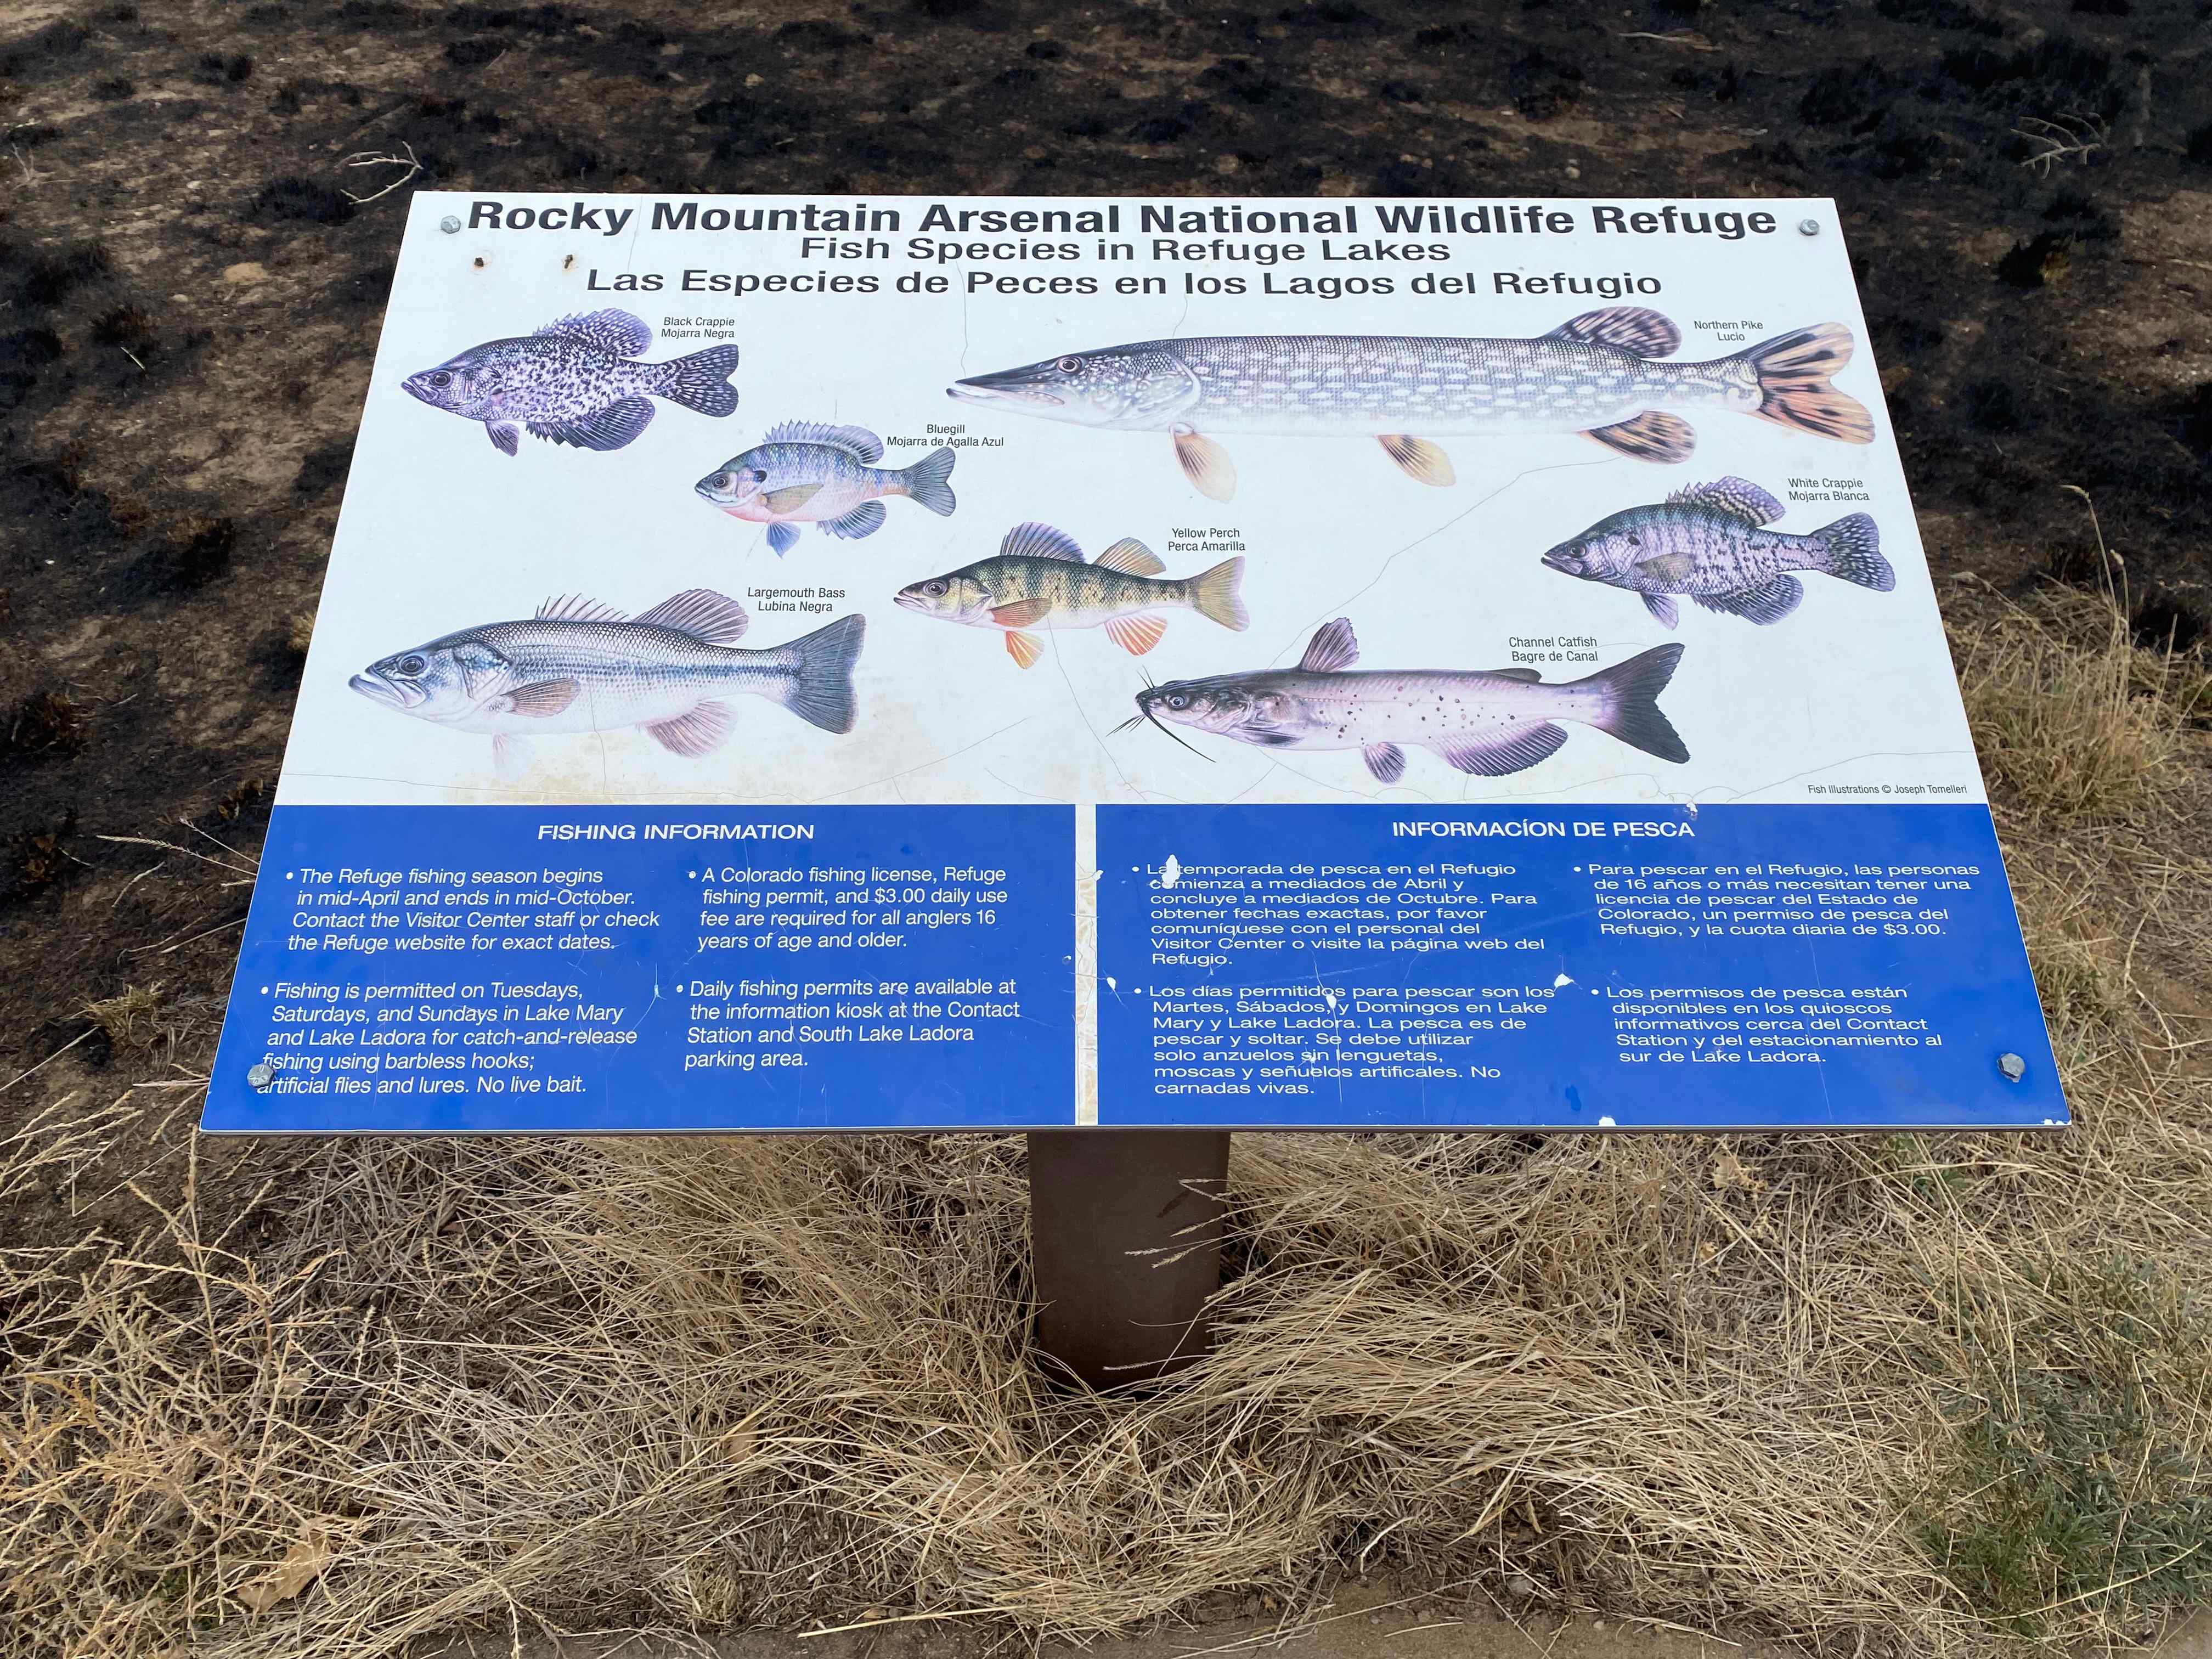 Rocky Mountain Arsenal National Wildlife Refuge
Fish Species in Refuge Lakes
Las Especies de Peces en los Lagos del Refugio
Black Crappie
Mojarra Negra
Northern Pike
Lucio
Bluegill
Mojarra de Agalla Azul
White Crappie
Mojarra Blanca
Yellow Perch
Perca Amarilla
Largemouth Bass
Lubina Negra
Channel Catfish
Bagre de Canal
Fish Illustrations © Joseph Tomelleri
FISHING INFORMATION
• The Refuge fishing season begins
in mid-April and ends in mid-October.
Contact the Visitor Center staff or check
the Refuge website for exact dates.
• Fishing is permitted on Tuesdays,
Saturdays, and Sundays in Lake Mary
and Lake Ladora for catch-and-release
fishing using barbless hooks;
artificial flies and lures. No live bait.
• A Colorado fishing license, Refuge
fishing permit, and $3.00 daily use
fee are required for all anglers 16
years of age and older.
• Daily fishing permits are available at
the information kiosk at the Contact
Station and South Lake Ladora
parking area.
INFORMACÍON DE PESCA
• La temporada de pesca en el Refugio
comienza a mediados de Abril y
concluye a mediados de Octubre. Para
obtener fechas exactas, por favor
comuníquese con el personal del
Visitor Center o visite la página web del
Refugio.
• Los días permitidos para pescar son los
Martes, Sábados, y Domingos en Lake
Mary y Lake Ladora. La pesca es de
pescar y soltar. Se debe utilizar
solo anzuelos sin lenguetas,
moscas y señuelos artificales. No
carnadas vivas.
• Para pescar en el Refugio, las personas
de 16 años o más necesitan tener una
licencia de pescar del Estado de
Colorado, un permiso de pesca del
Refugio, y la cuota diaria de $3.00.
• Los permisos de pesca están
disponibles en los quioscos
informativos cerca del Contact
Station y del estacionamiento al
sur de Lake Ladora.